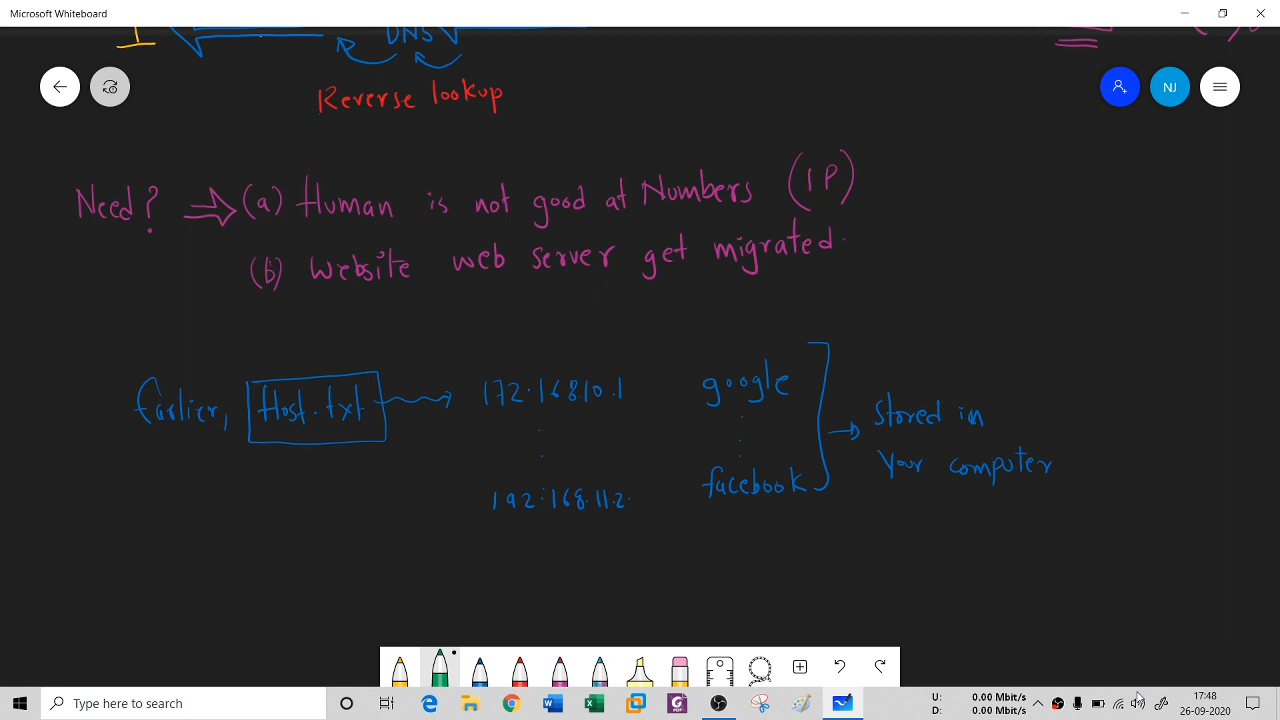 Microsoft Whiteboard
I
DNS
Reverse lookup
NJ
Need? ⇒ (a) Human is not good at Numbers (IP)
(b) Website web server get migrated.
Earlier, Host.txt → 172.168.10.1 google
192.168.11.2. facebook
Stored in
Your computer
Type here to search
U: 0.00 Mbit/s
D: 0.00 Mbit/s
17:48
26-09-2020